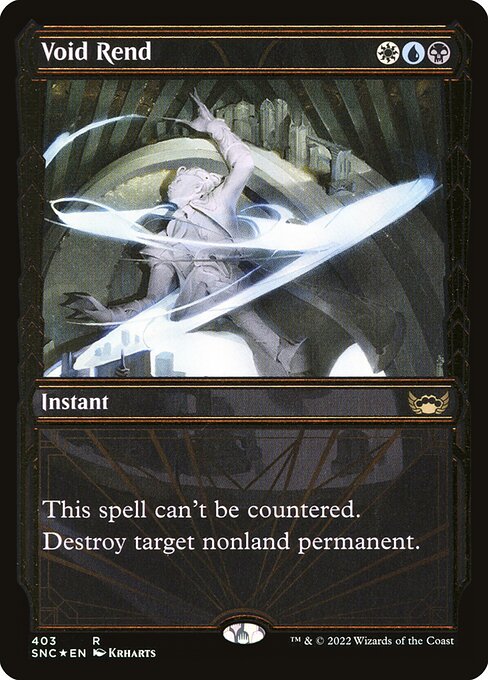 Void Rend
Instant
This spell can't be countered.
Destroy target nonland permanent.
403 R
SNC★EN KRHARTS
™ & © 2022 Wizards of the Coast